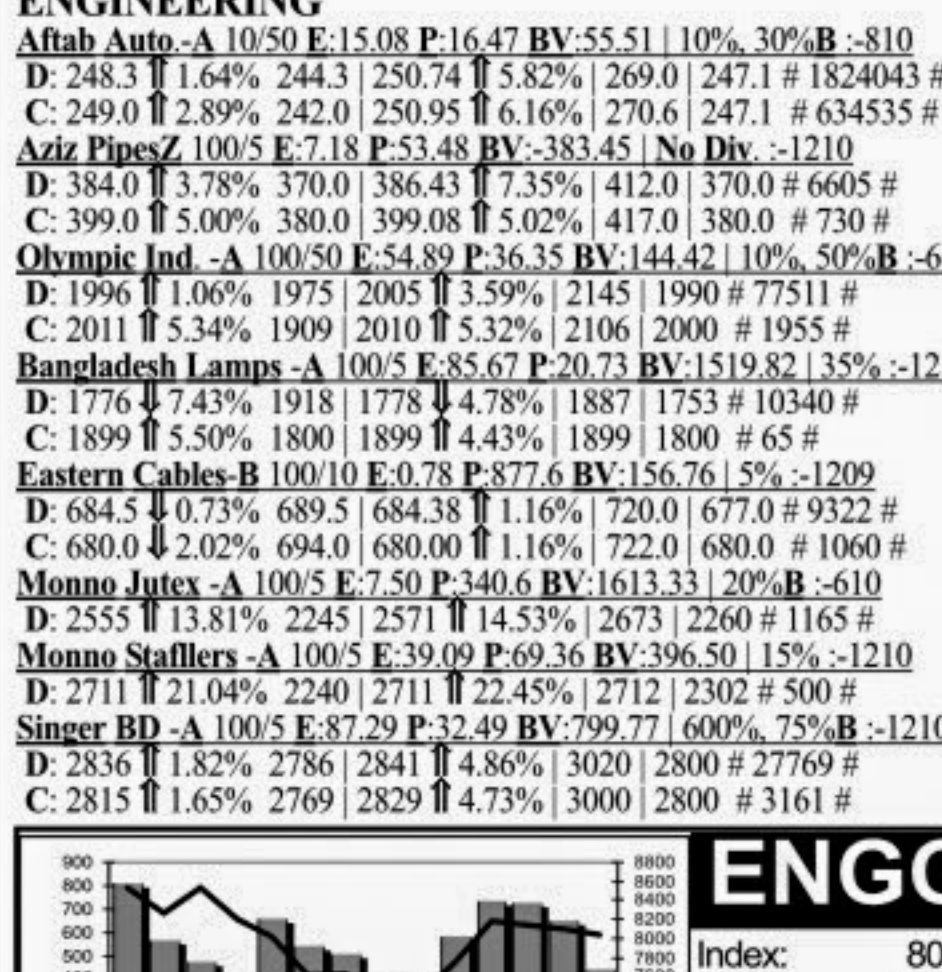 ENGINEERING
Aftab Auto.-A 10/50 E:15.08 P:16.47 BV:55.51 | 10%, 30%B :-810
D: 248.3 ⇑ 1.64% 244.3 | 250.74 ⇑ 5.82% | 269.0 | 247.1 # 1824043 #
C: 249.0 ⇑ 2.89% 242.0 | 250.95 ⇑ 6.16% | 270.6 | 247.1 # 634535 #
Aziz PipesZ 100/5 E:7.18 P:53.48 BV:-383.45 | No Div. :-1210
D: 384.0 ⇑ 3.78% 370.0 | 386.43 ⇑ 7.35% | 412.0 | 370.0 # 6605 #
C: 399.0 ⇑ 5.00% 380.0 | 399.08 ⇑ 5.02% | 417.0 | 380.0 # 730 #
Olympic Ind. -A 100/50 E:54.89 P:36.35 BV:144.42 | 10%, 50%B :-6
D: 1996 ⇑ 1.06% 1975 | 2005 ⇑ 3.59% | 2145 | 1990 # 77511 #
C: 2011 ⇑ 5.34% 1909 | 2010 ⇑ 5.32% | 2106 | 2000 # 1955 #
Bangladesh Lamps -A 100/5 E:85.67 P:20.73 BV:1519.82 | 35% :-12
D: 1776 ⇓ 7.43% 1918 | 1778 ⇓ 4.78% | 1887 | 1753 # 10340 #
C: 1899 ⇑ 5.50% 1800 | 1899 ⇑ 4.43% | 1899 | 1800 # 65 #
Eastern Cables-B 100/10 E:0.78 P:877.6 BV:156.76 | 5% :-1209
D: 684.5 ⇓ 0.73% 689.5 | 684.38 ⇑ 1.16% | 720.0 | 677.0 # 9322 #
C: 680.0 ⇓ 2.02% 694.0 | 680.00 ⇑ 1.16% | 722.0 | 680.0 # 1060 #
Monno Jutex -A 100/5 E:7.50 P:340.6 BV:1613.33 | 20%B :-610
D: 2555 ⇑ 13.81% 2245 | 2571 ⇑ 14.53% | 2673 | 2260 # 1165 #
Monno Stafllers -A 100/5 E:39.09 P:69.36 BV:396.50 | 15% :-1210
D: 2711 ⇑ 21.04% 2240 | 2711 ⇑ 22.45% | 2712 | 2302 # 500 #
Singer BD -A 100/5 E:87.29 P:32.49 BV:799.77 | 600%, 75%B :-1210
D: 2836 ⇑ 1.82% 2786 | 2841 ⇑ 4.86% | 3020 | 2800 # 27769 #
C: 2815 ⇑ 1.65% 2769 | 2829 ⇑ 4.73% | 3000 | 2800 # 3161 #
900 8800
800 8600
700 8400
600 8200
500 8000
7800
ENGO
Index: 80